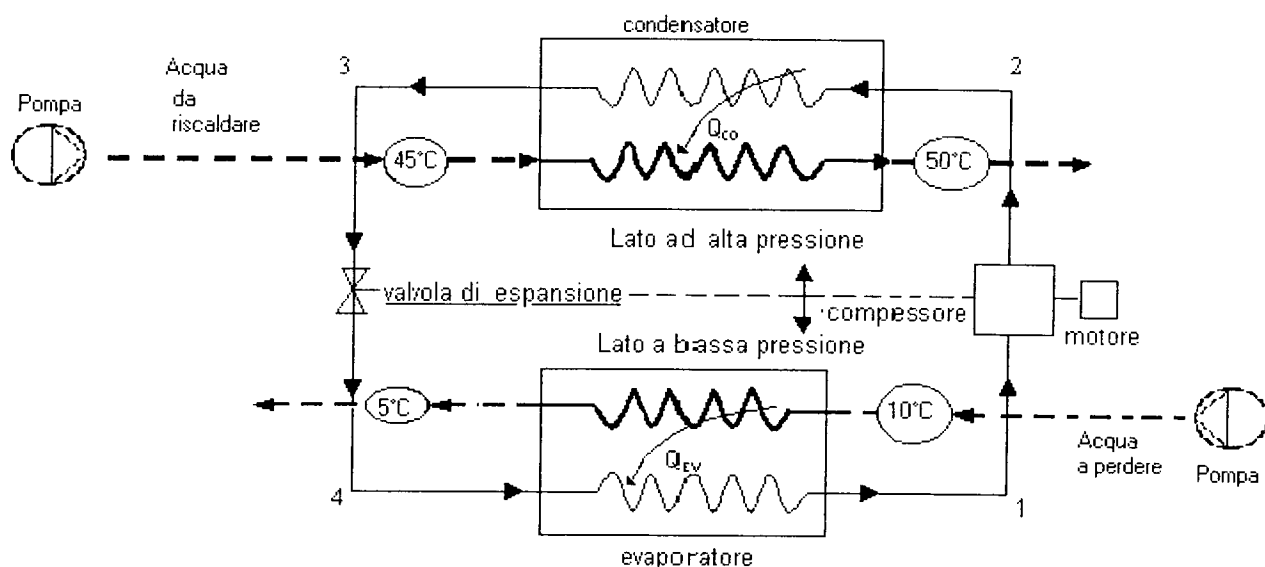 condensatore
3
2
Acqua
da
riscaldare
Pompa
Qco
45°C
50°C
Lato ad alta pressione
valvola di espansione
compressore
motore
Lato a bassa pressione
5°C
10°C
Acqua
a perdere
Pompa
QEV
4
1
evaporatore